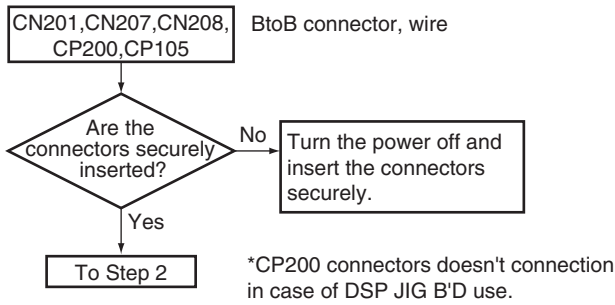 CN201,CN207,CN208,
CP200,CP105
BtoB connector, wire
Are the
connectors securely
inserted?
No
Turn the power off and
insert the connectors
securely.
Yes
To Step 2
*CP200 connectors doesn't connection
in case of DSP JIG B'D use.